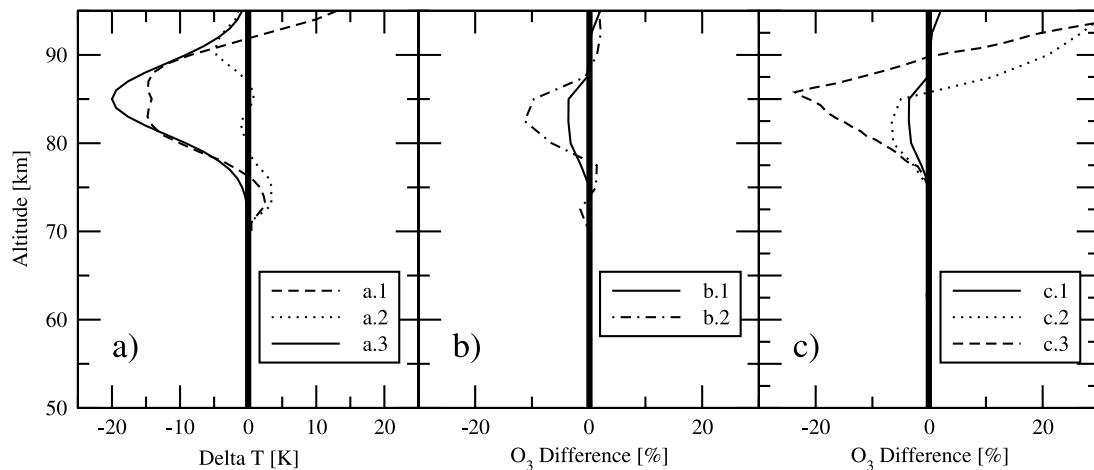 Altitude [km]
90
80
70
60
50
a)
a.1
a.2
a.3
-20
-10
0
10
20
Delta T [K]
b)
b.1
b.2
-20
0
20
O3 Difference [%]
c)
c.1
c.2
c.3
-20
0
20
O3 Difference [%]